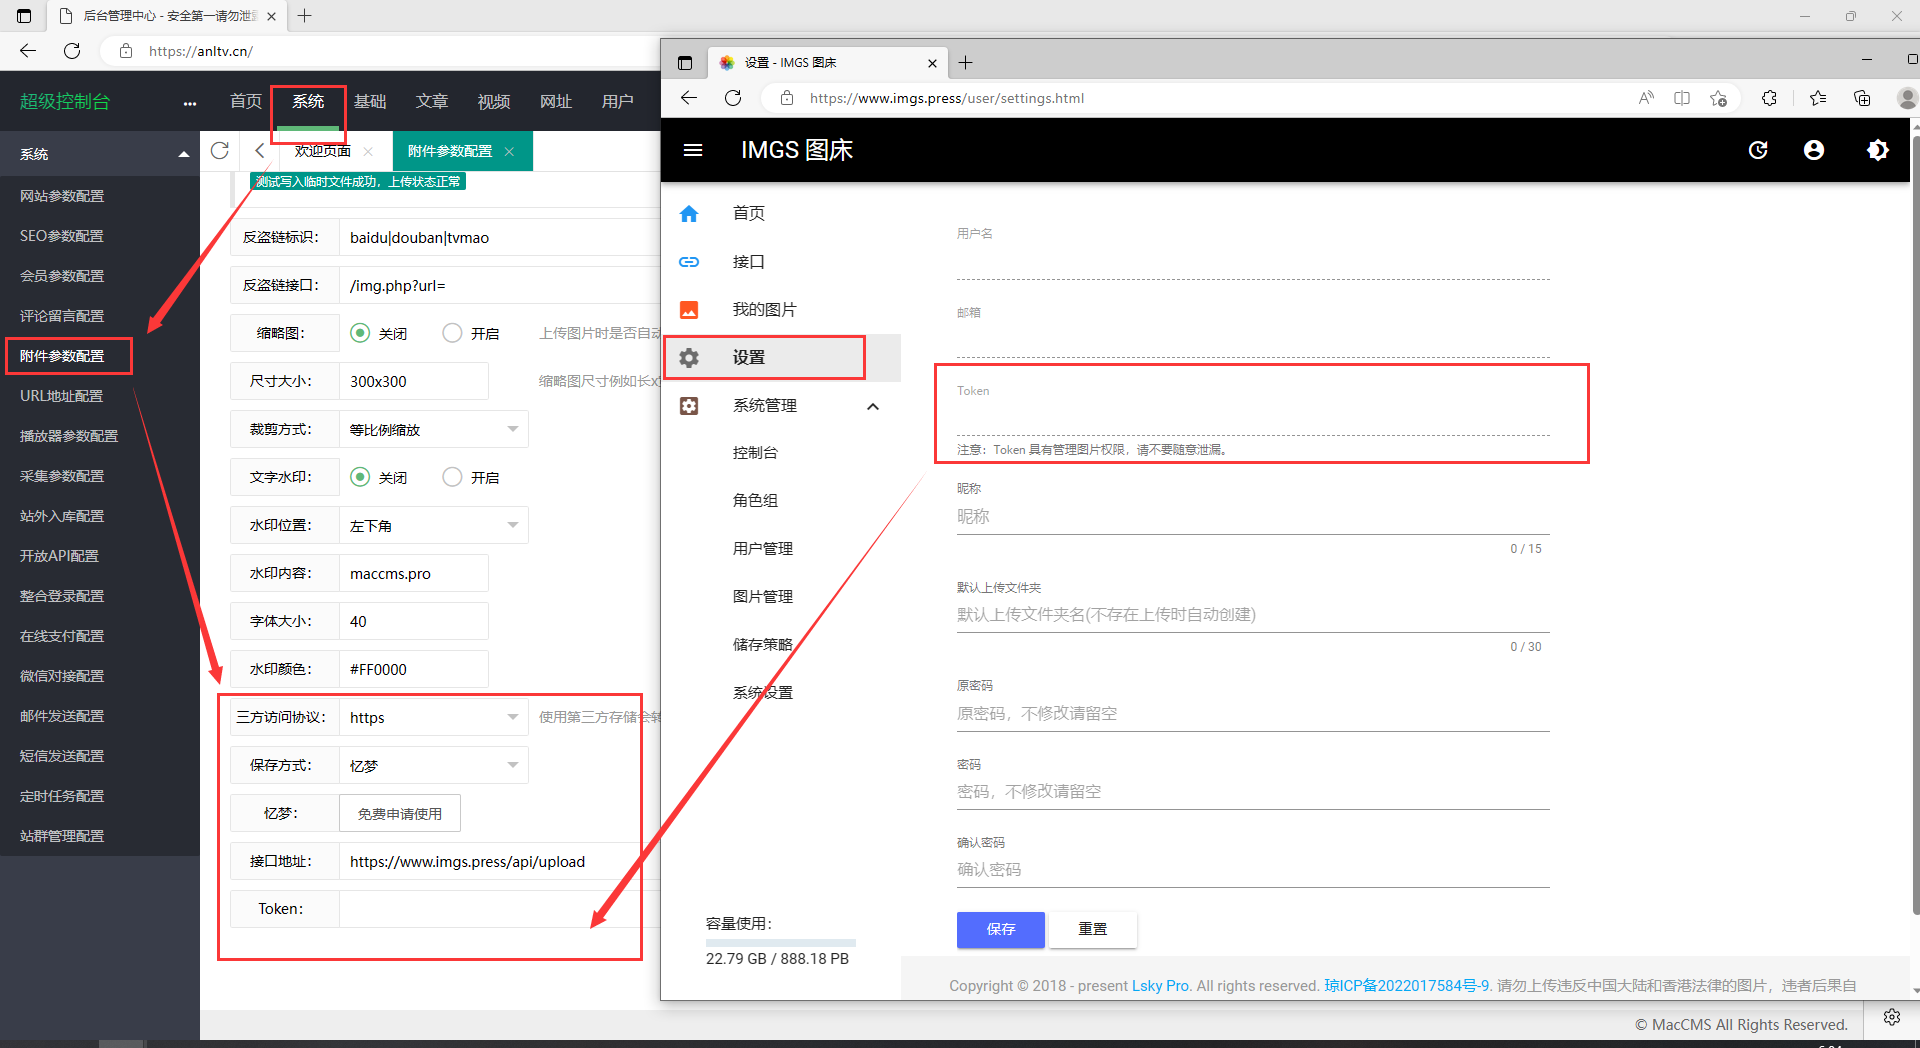 后台管理中心 - 安全第一请勿泄露
https://anltv.cn/
超级控制台
首页
系统
基础
文章
视频
网址
用户
系统
欢迎页面
附件参数配置
测试写入临时文件成功，上传状态正常
网站参数配置
SEO参数配置
会员参数配置
评论留言配置
附件参数配置
URL地址配置
播放器参数配置
采集参数配置
站外入库配置
开放API配置
整合登录配置
在线支付配置
微信对接配置
邮件发送配置
短信发送配置
定时任务配置
站群管理配置
反盗链标识：
baidu|douban|tvmao
反盗链接口：
/img.php?url=
缩略图：
关闭
开启
上传图片时是否自动
尺寸大小：
300x300
缩略图尺寸例如长x
裁剪方式：
等比例缩放
文字水印：
关闭
开启
水印位置：
左下角
水印内容：
maccms.pro
字体大小：
40
水印颜色：
#FF0000
三方访问协议：
https
使用第三方存储会转
保存方式：
忆梦
忆梦：
免费申请使用
接口地址：
https://www.imgs.press/api/upload
Token：
设置 - IMGS 图床
https://www.imgs.press/user/settings.html
IMGS 图床
首页
接口
我的图片
设置
系统管理
控制台
角色组
用户管理
图片管理
储存策略
系统设置
容量使用：
22.79 GB / 888.18 PB
用户名
邮箱
Token
注意：Token 具有管理图片权限，请不要随意泄漏。
昵称
昵称
0 / 15
默认上传文件夹
默认上传文件夹名(不存在上传时自动创建)
0 / 30
原密码
原密码，不修改请留空
密码
密码，不修改请留空
确认密码
确认密码
保存
重置
Copyright © 2018 - present Lsky Pro. All rights reserved. 琼ICP备2022017584号-9. 请勿上传违反中国大陆和香港法律的图片，违者后果自
© MacCMS All Rights Reserved.